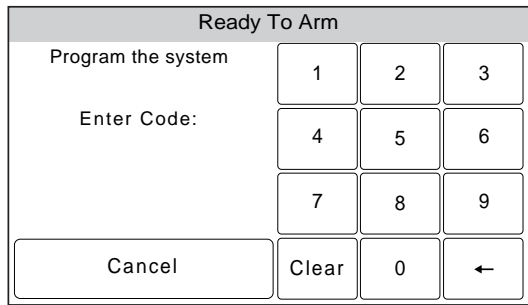 Ready To Arm
Program the system
Enter Code:
1 2 3
4 5 6
7 8 9
Cancel Clear 0 ←